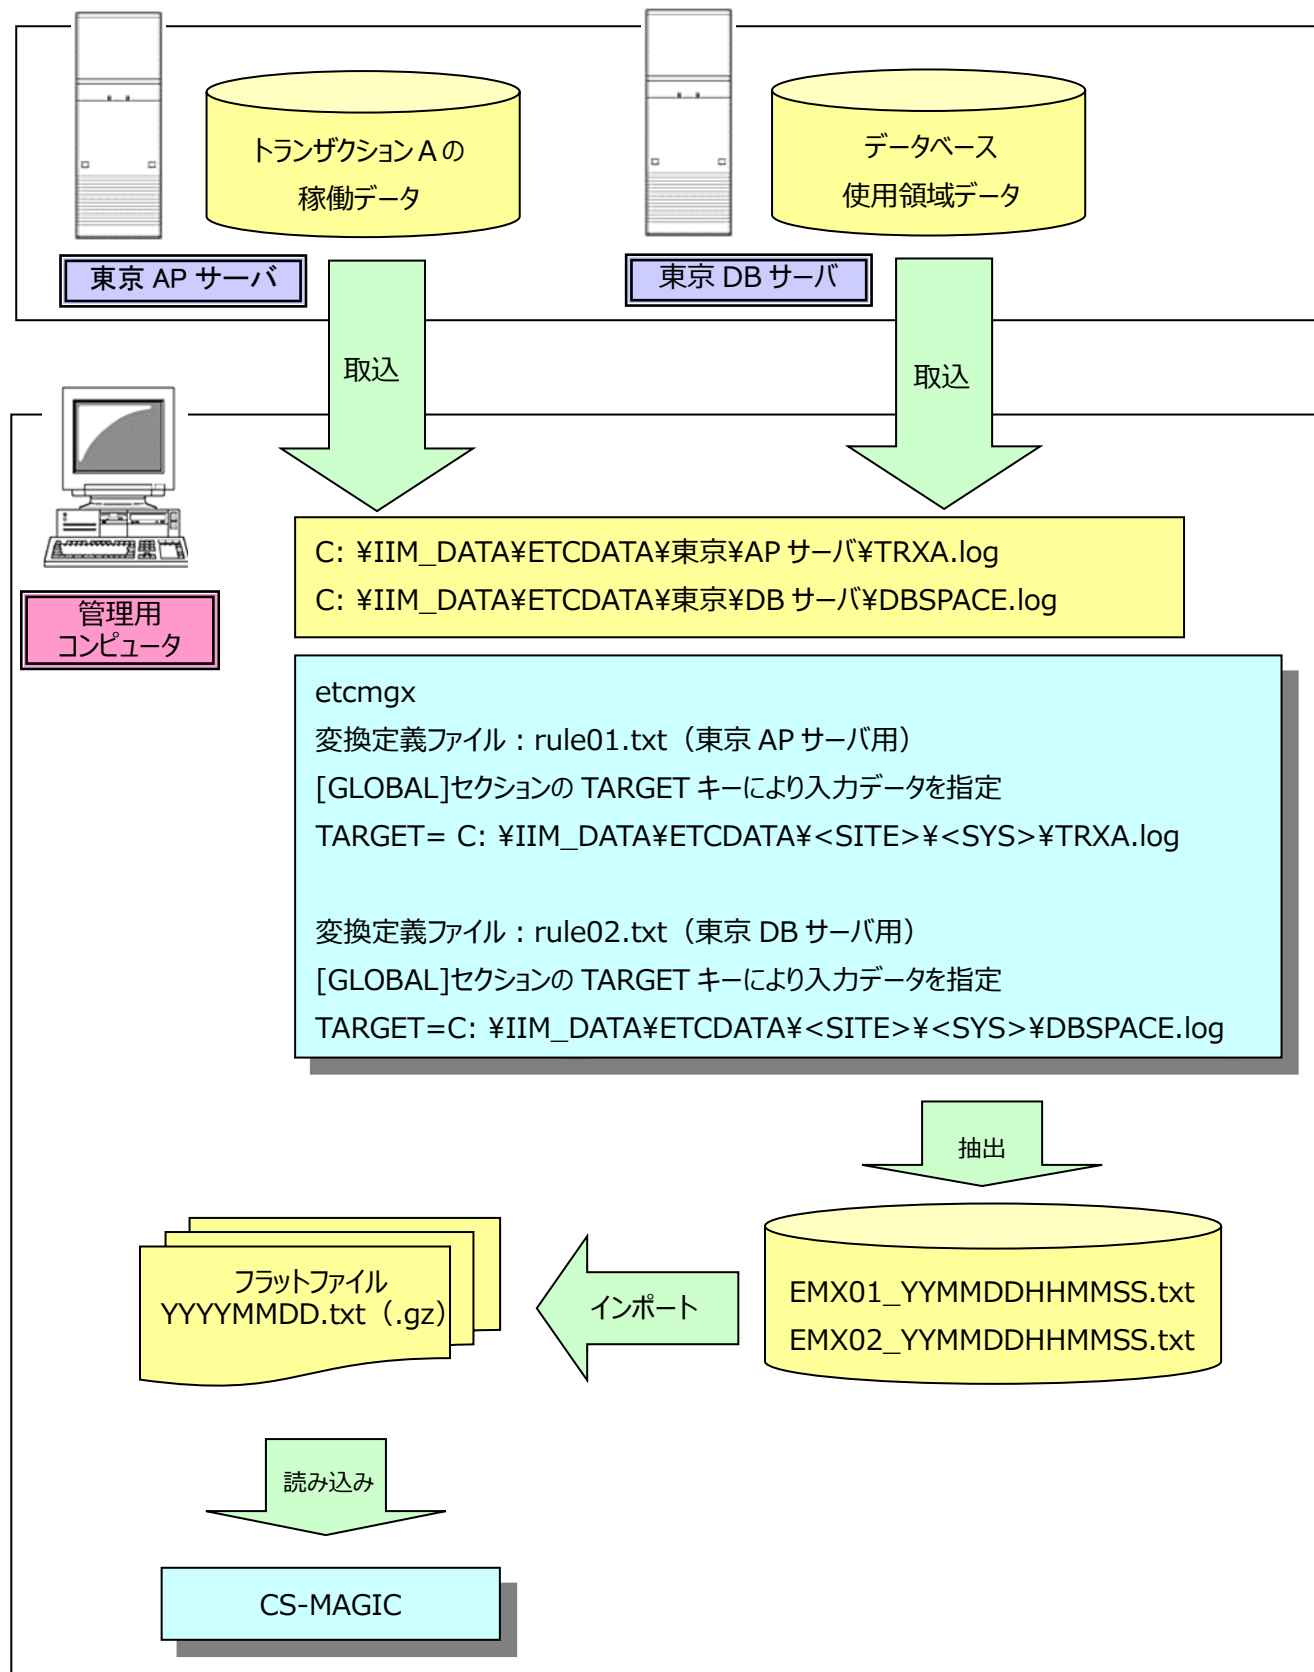 トランザクション A の
稼働データ
データベース
使用領域データ
東京 AP サーバ
東京 DB サーバ
取込
取込
管理用
コンピュータ
C: ¥IIM_DATA¥ETCDATA¥東京¥AP サーバ¥TRXA.log
C: ¥IIM_DATA¥ETCDATA¥東京¥DB サーバ¥DBSPACE.log
etcmgx
変換定義ファイル：rule01.txt（東京 AP サーバ用）
[GLOBAL]セクションの TARGET キーにより入力データを指定
TARGET= C: ¥IIM_DATA¥ETCDATA¥<SITE>¥<SYS>¥TRXA.log
変換定義ファイル：rule02.txt（東京 DB サーバ用）
[GLOBAL]セクションの TARGET キーにより入力データを指定
TARGET=C: ¥IIM_DATA¥ETCDATA¥<SITE>¥<SYS>¥DBSPACE.log
抽出
EMX01_YYMMDDHHMMSS.txt
EMX02_YYMMDDHHMMSS.txt
インポート
フラットファイル
YYYYMMDD.txt（.gz）
読み込み
CS-MAGIC